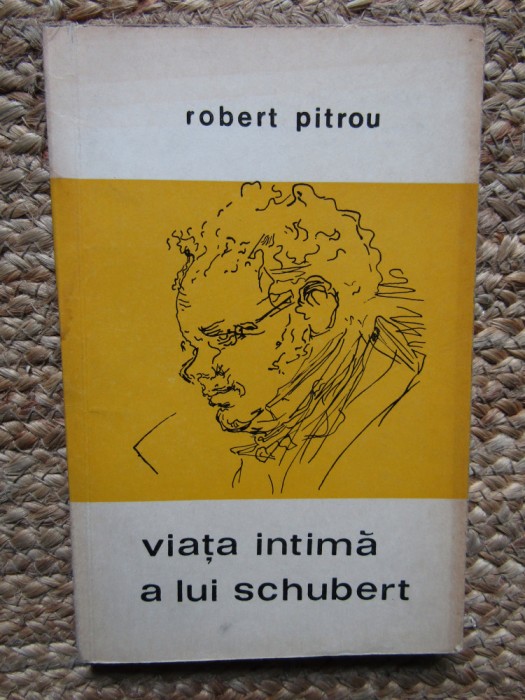 robert pitrou
viața intimă
a lui schubert